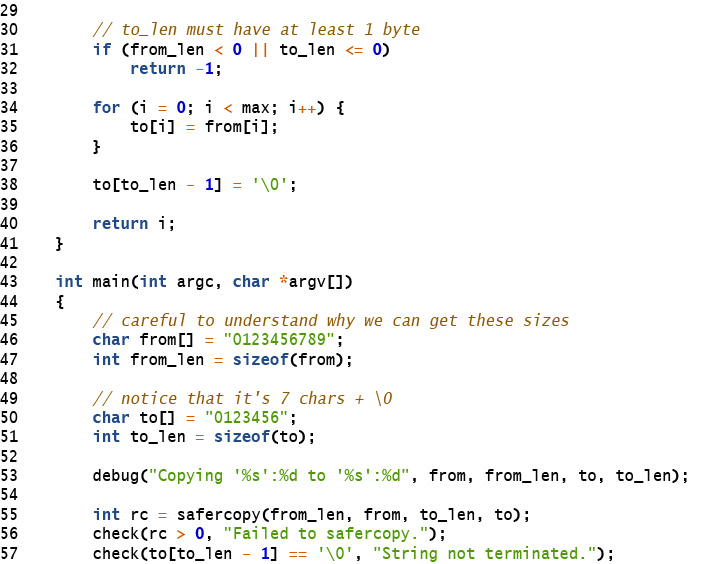 29
30        // to_len must have at least 1 byte
31        if (from_len < 0 || to_len <= 0)
32            return -1;
33
34        for (i = 0; i < max; i++) {
35            to[i] = from[i];
36        }
37
38        to[to_len - 1] = '\0';
39
40        return i;
41    }
42
43    int main(int argc, char *argv[])
44    {
45        // careful to understand why we can get these sizes
46        char from[] = "0123456789";
47        int from_len = sizeof(from);
48
49        // notice that it's 7 chars + \0
50        char to[] = "0123456";
51        int to_len = sizeof(to);
52
53        debug("Copying '%s':%d to '%s':%d", from, from_len, to, to_len);
54
55        int rc = safercopy(from_len, from, to_len, to);
56        check(rc > 0, "Failed to safercopy.");
57        check(to[to_len - 1] == '\0', "String not terminated.");